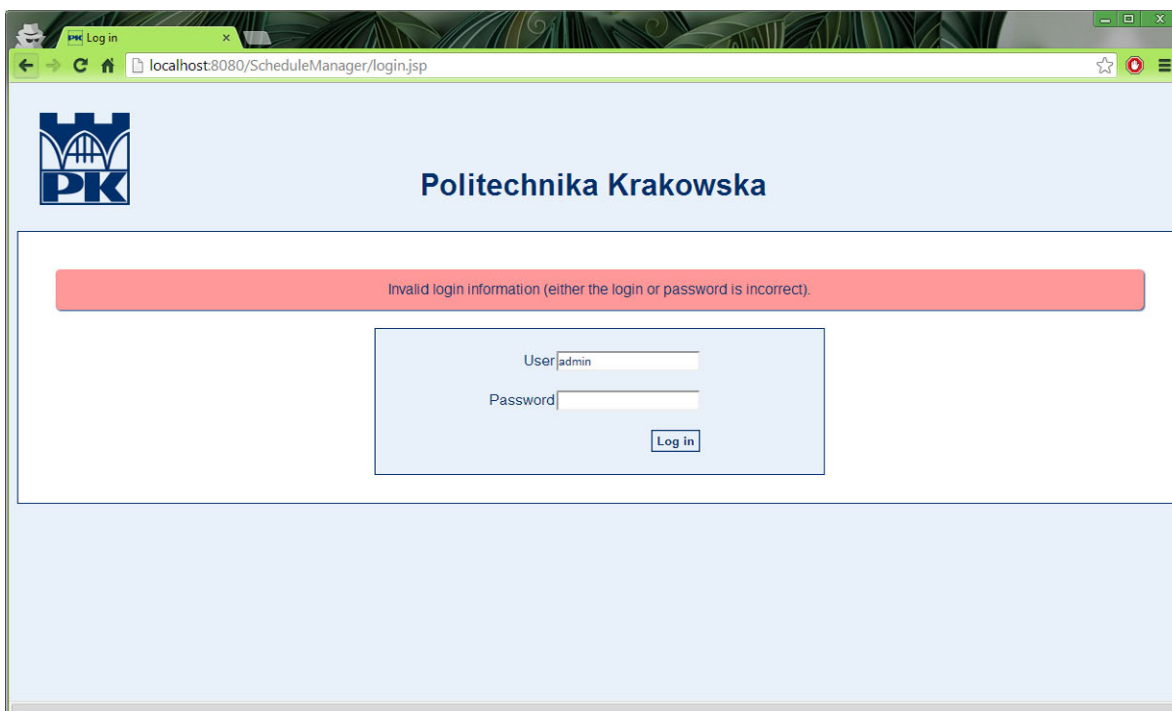 PK Log in
localhost:8080/ScheduleManager/login.jsp
PK
Politechnika Krakowska
Invalid login information (either the login or password is incorrect).
User admin
Password
Log in